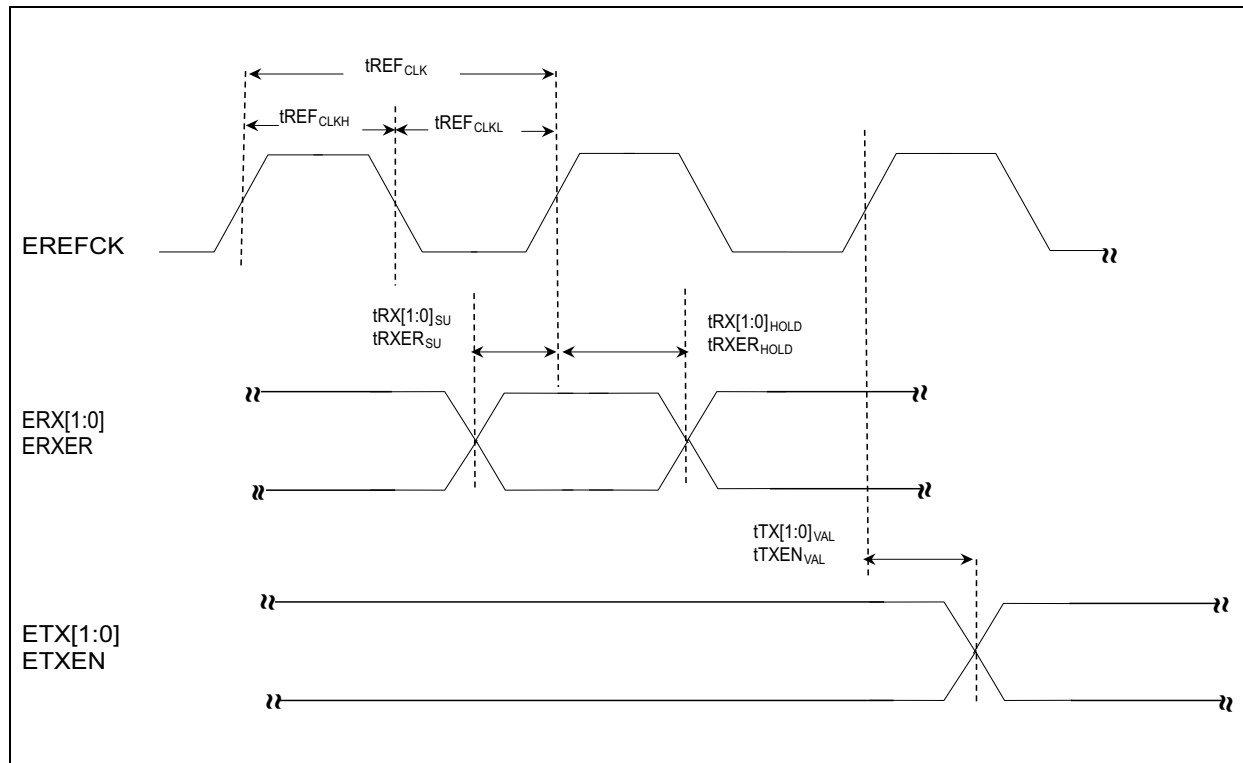 tREFCLK
tREFCLKH
tREFCLKL
EREFCK
tRX[1:0]SU
tRXERSU
tRX[1:0]HOLD
tRXERHOLD
ERX[1:0]
ERXER
tTX[1:0]VAL
tTXENVAL
ETX[1:0]
ETXEN